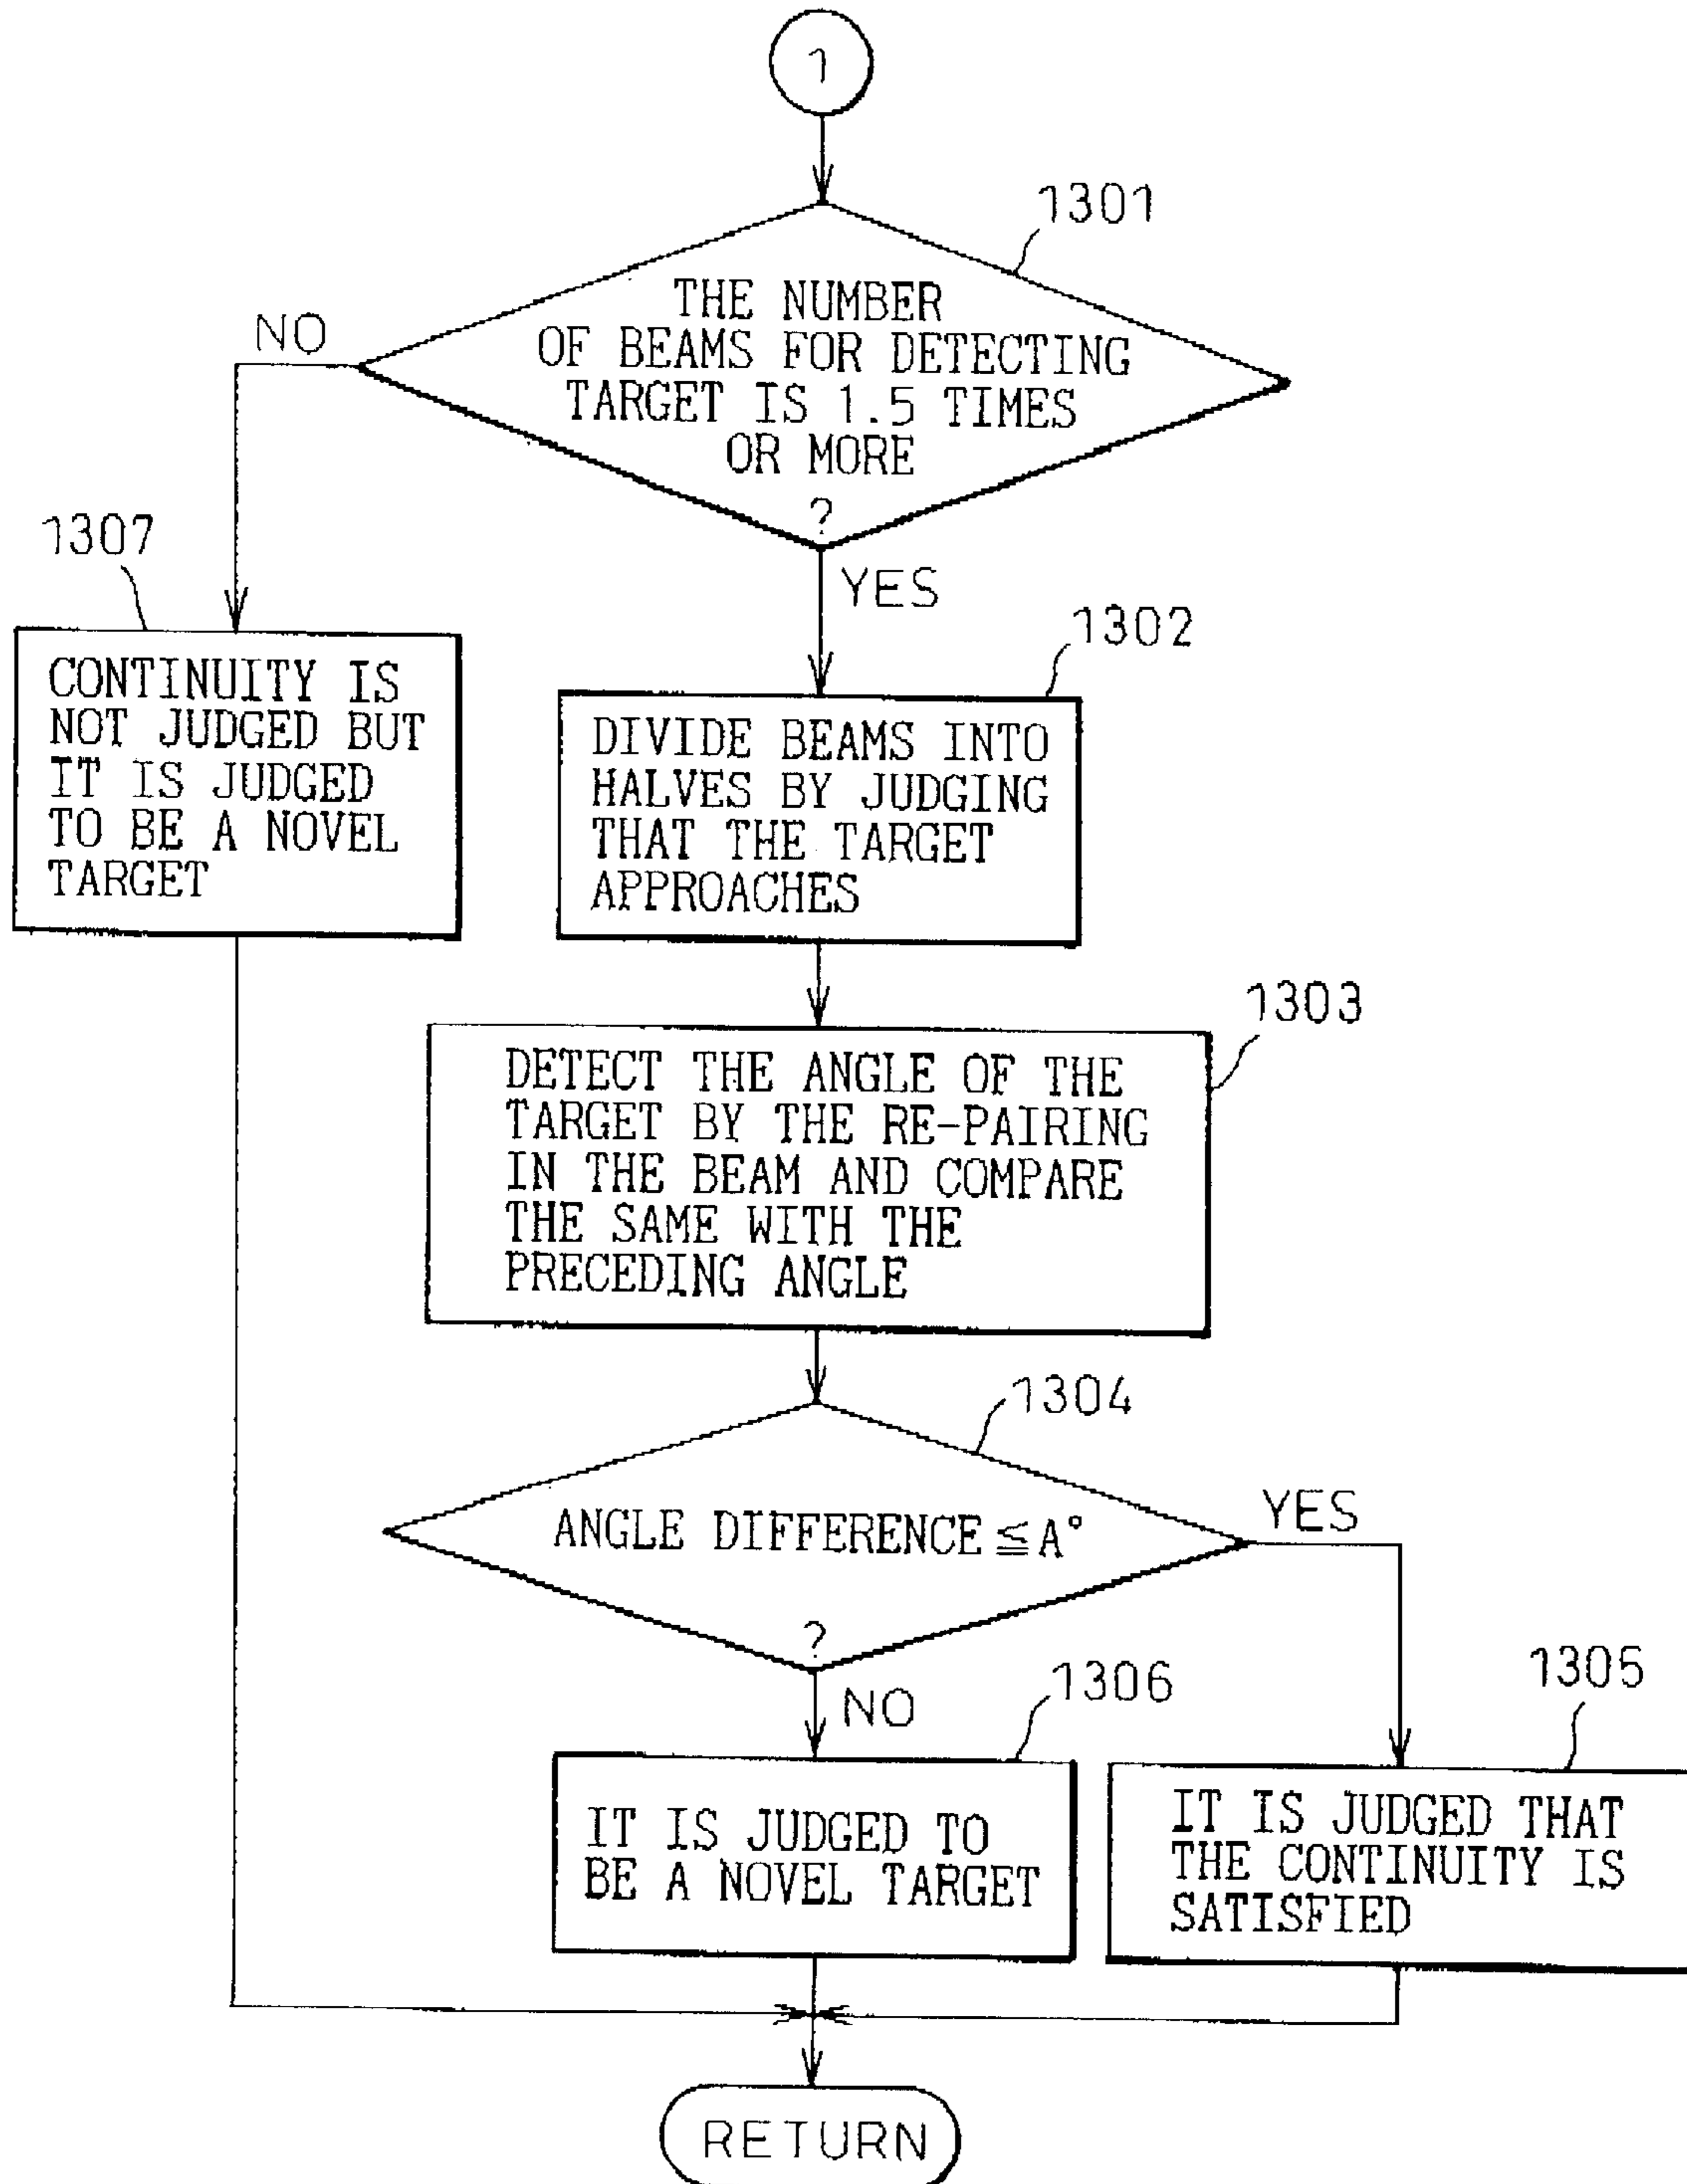 1
1301
THE NUMBER
OF BEAMS FOR DETECTING
TARGET IS 1.5 TIMES
OR MORE
?
NO
YES
1307
CONTINUITY IS
NOT JUDGED BUT
IT IS JUDGED
TO BE A NOVEL
TARGET
1302
DIVIDE BEAMS INTO
HALVES BY JUDGING
THAT THE TARGET
APPROACHES
1303
DETECT THE ANGLE OF THE
TARGET BY THE RE-PAIRING
IN THE BEAM AND COMPARE
THE SAME WITH THE
PRECEDING ANGLE
1304
ANGLE DIFFERENCE≦A°
?
YES
NO
1306
IT IS JUDGED TO
BE A NOVEL TARGET
1305
IT IS JUDGED THAT
THE CONTINUITY IS
SATISFIED
RETURN